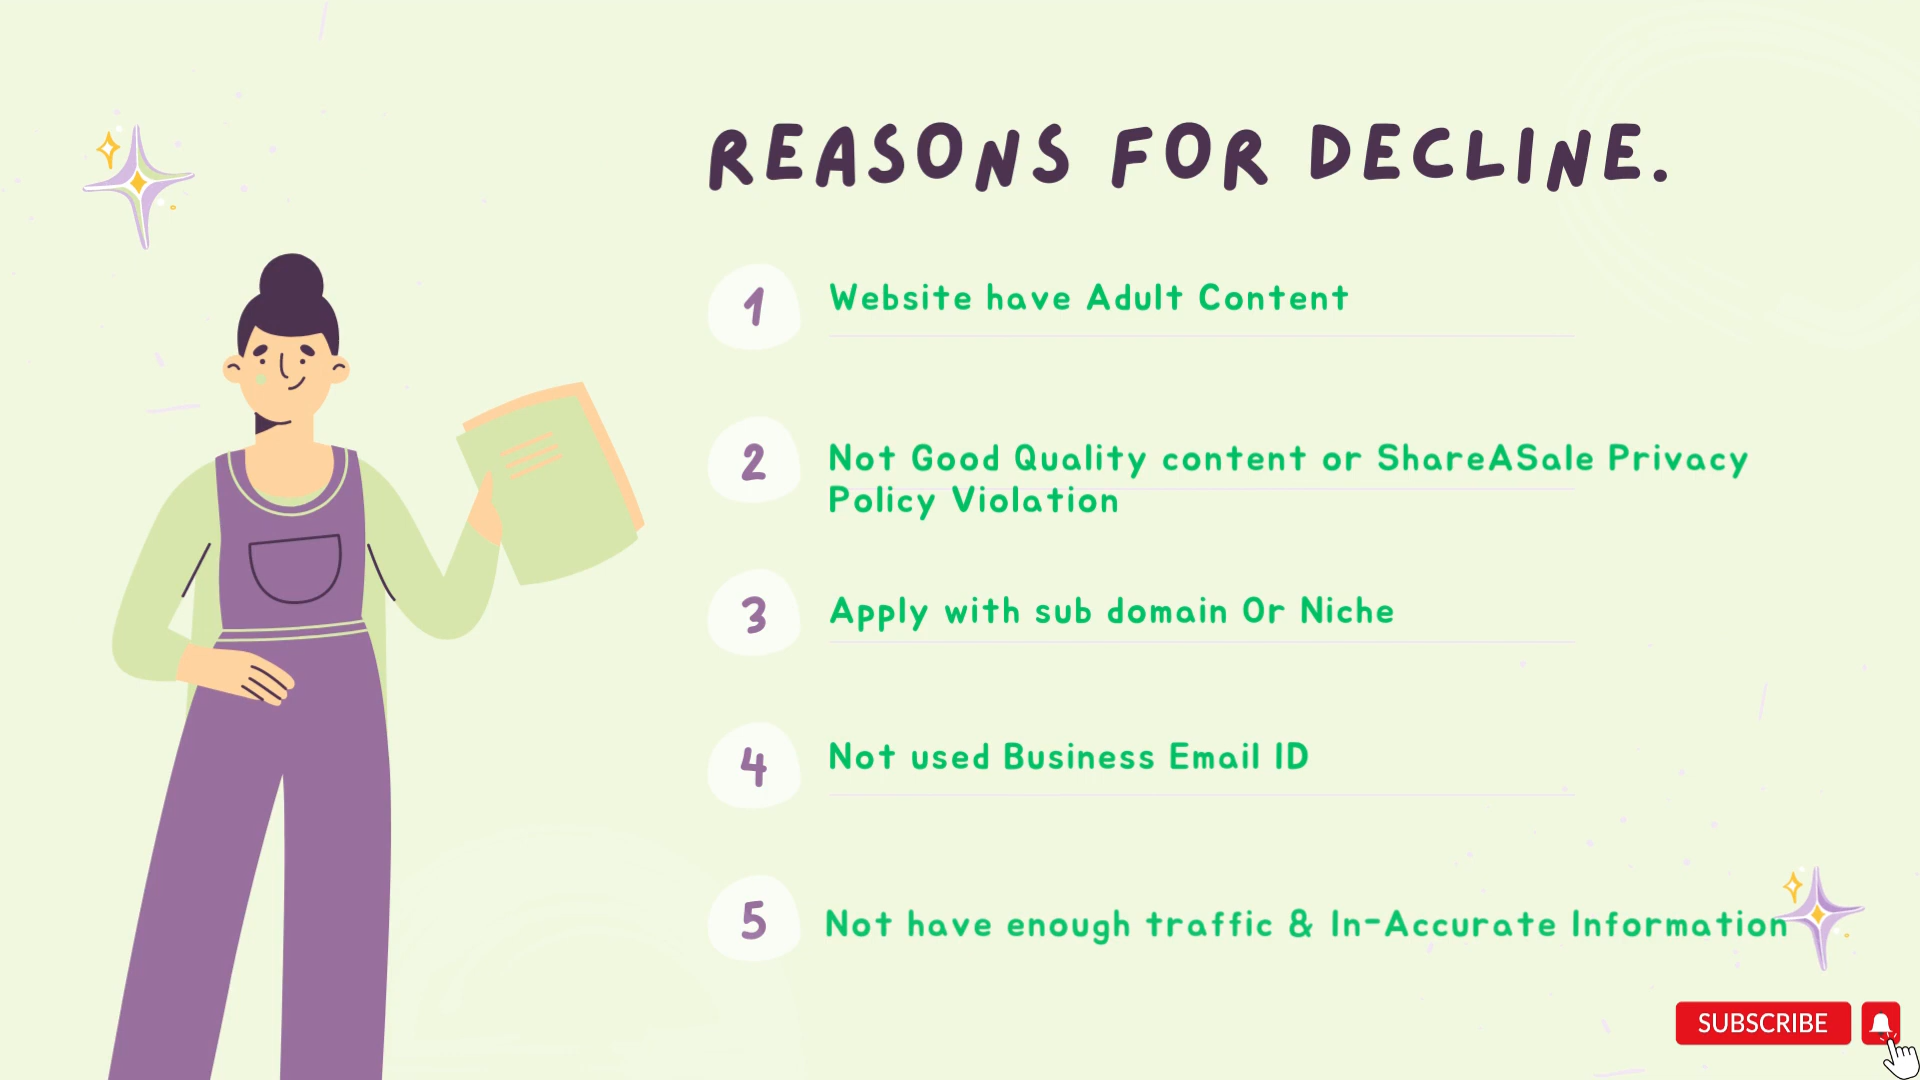 REASONS FOR DECLINE.
1 Website have Adult Content
2 Not Good Quality content or ShareASale Privacy
Policy Violation
3 Apply with sub domain Or Niche
4 Not used Business Email ID
5 Not have enough traffic & In-Accurate Information
SUBSCRIBE